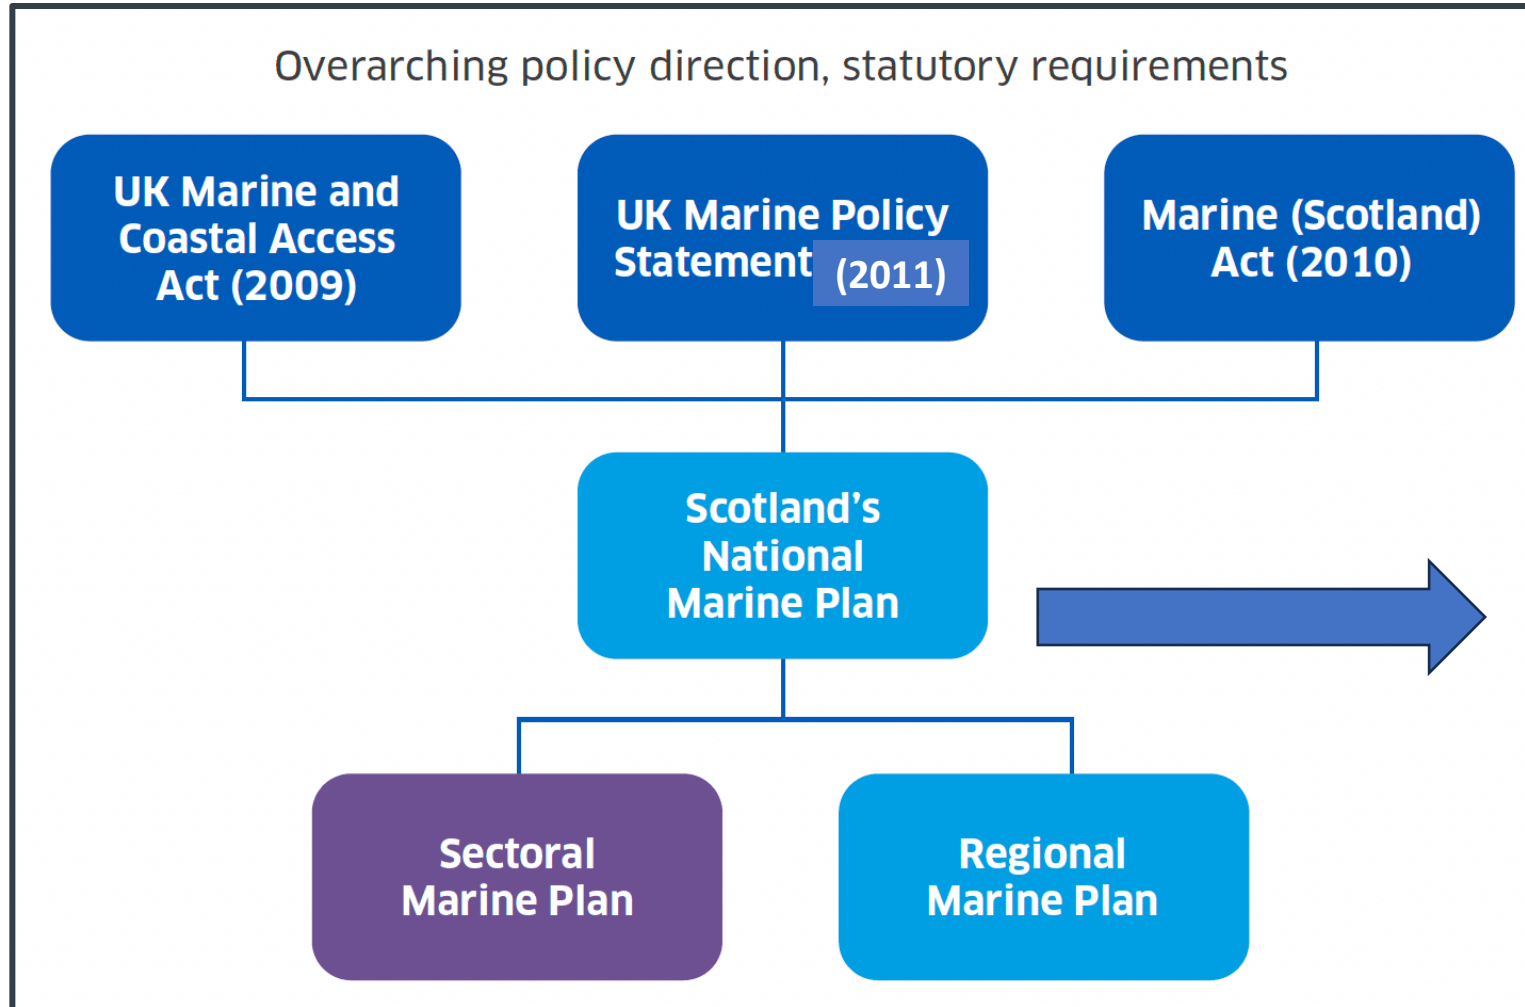 Overarching policy direction, statutory requirements
UK Marine and
Coastal Access
Act (2009)
UK Marine Policy
Statement (2011)
Marine (Scotland)
Act (2010)
Scotland’s
National
Marine Plan
Sectoral
Marine Plan
Regional
Marine Plan